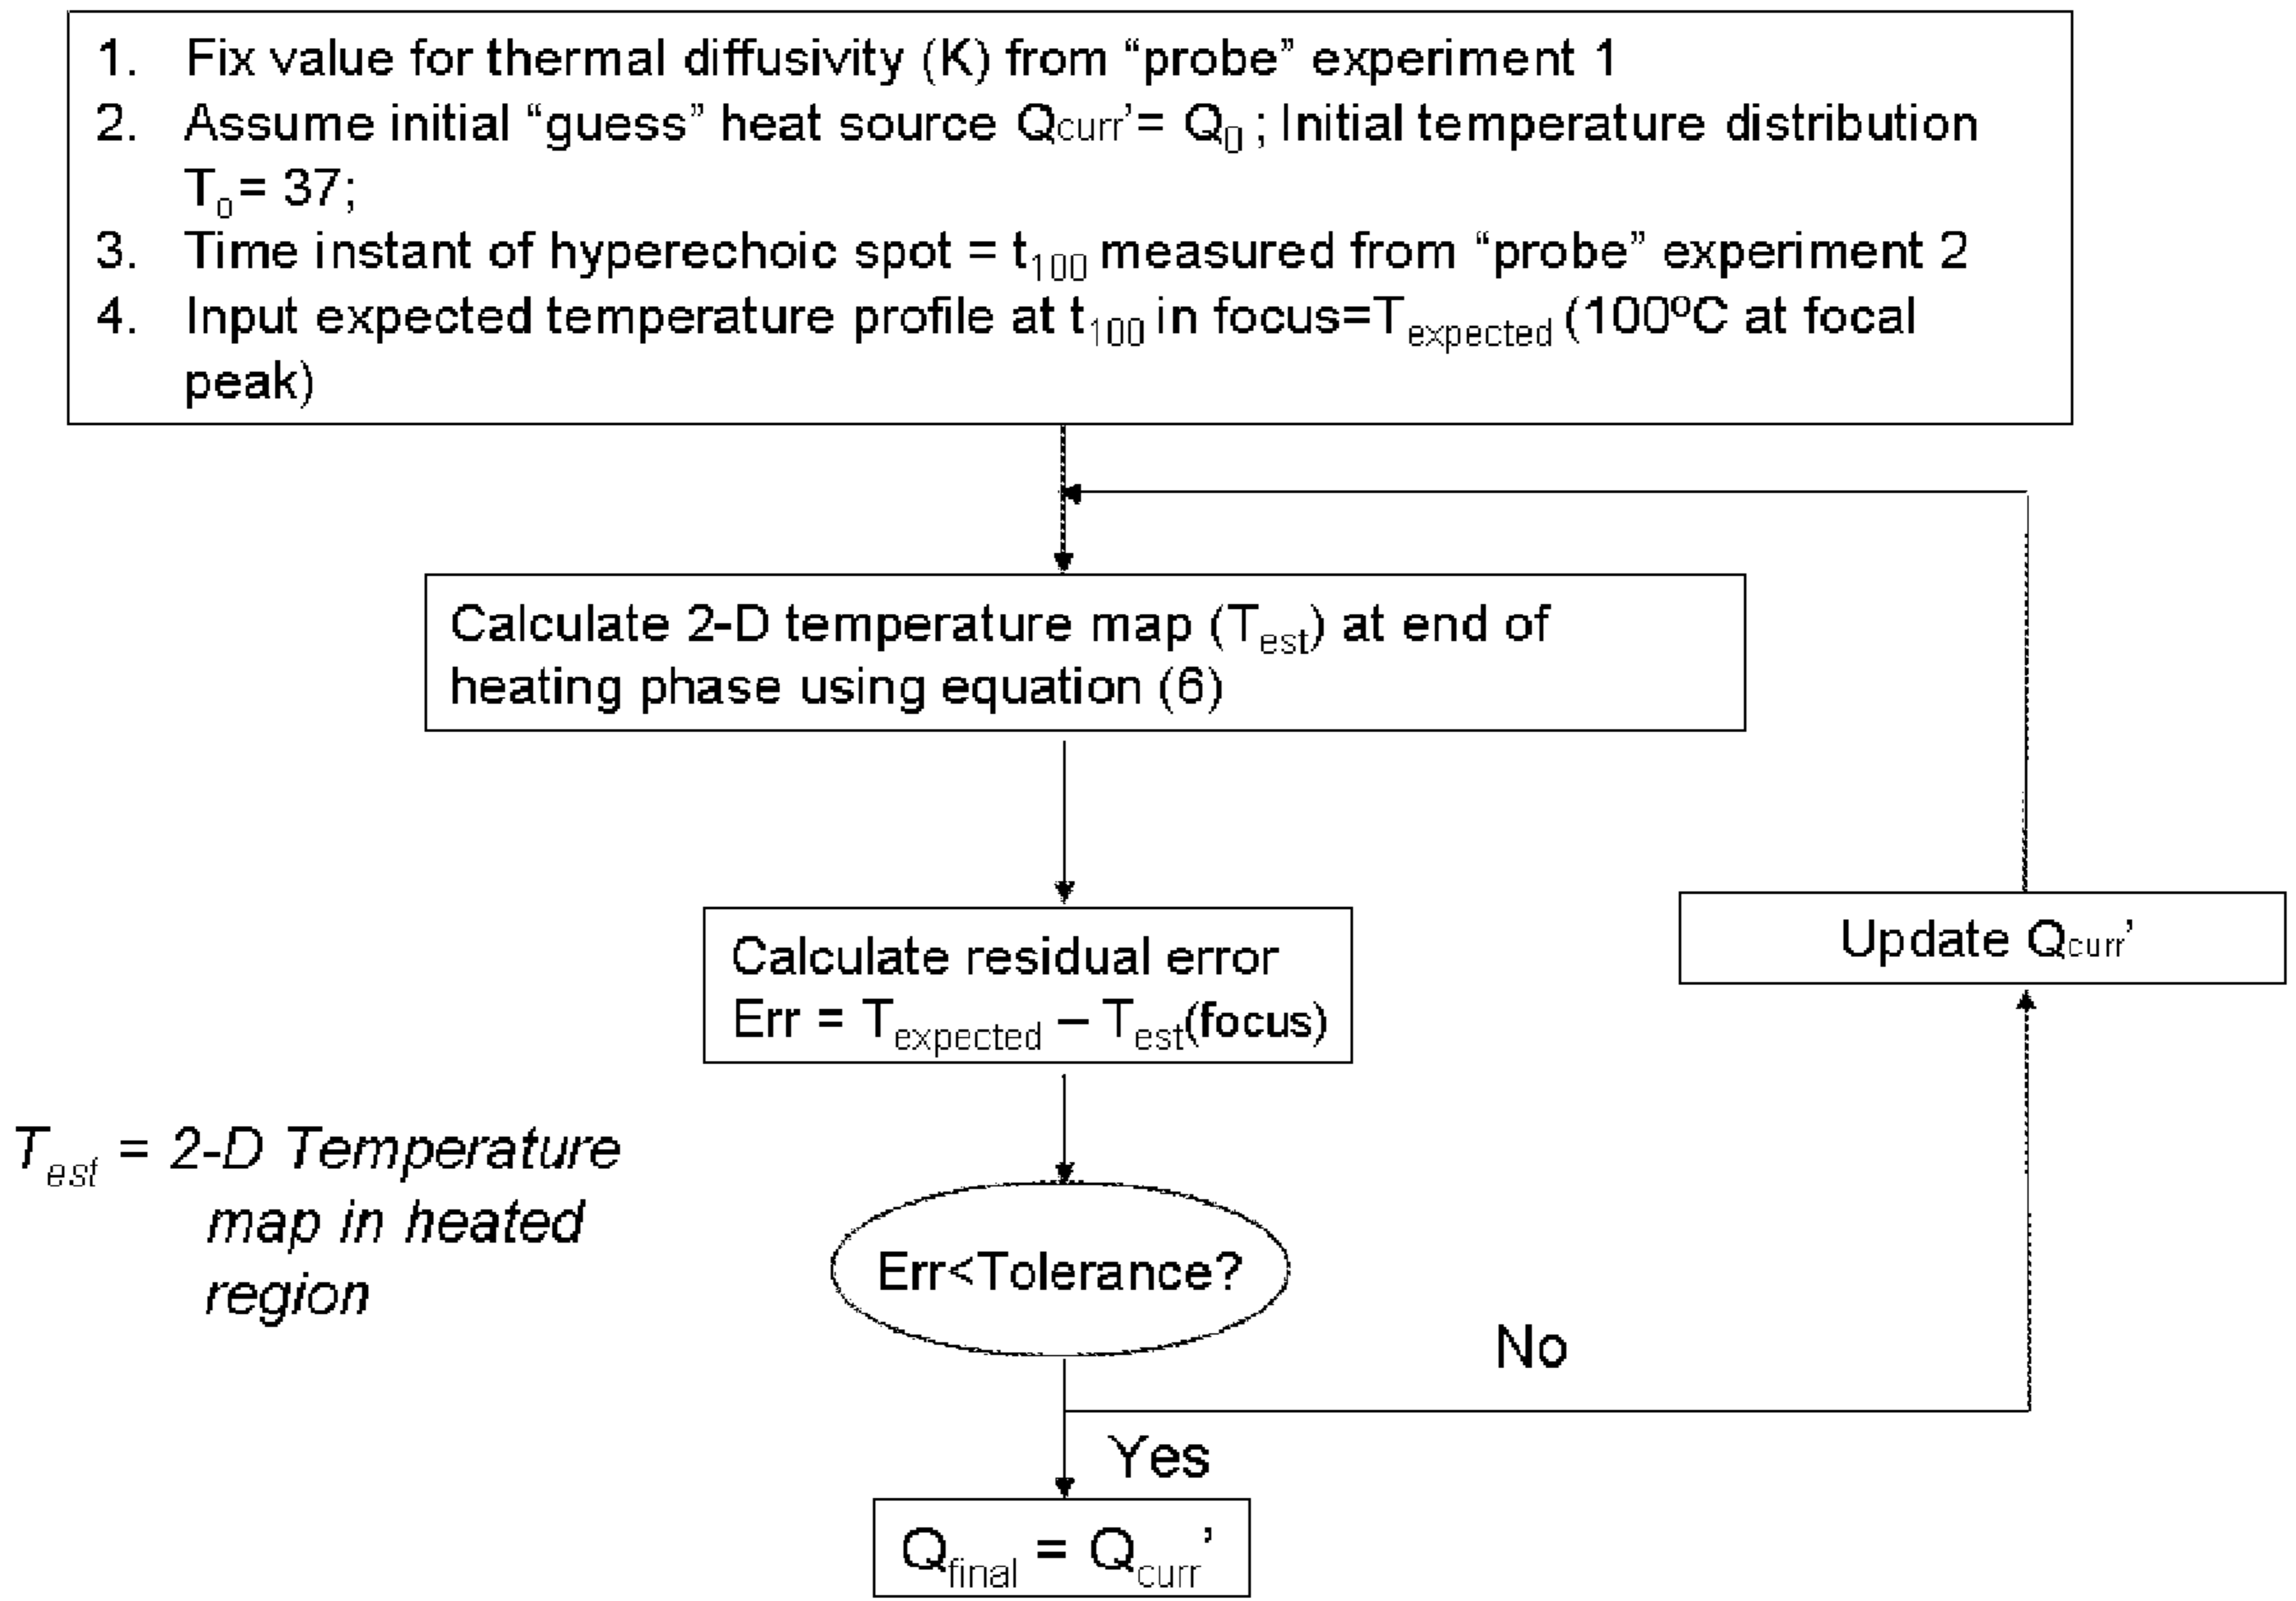 1. Fix value for thermal diffusivity (K) from “probe” experiment 1
2. Assume initial “guess” heat source Qcurr’= Q0 ; Initial temperature distribution
To= 37;
3. Time instant of hyperechoic spot = t100 measured from “probe” experiment 2
4. Input expected temperature profile at t100 in focus=Texpected (100ºC at focal
peak)
Calculate 2-D temperature map (Test) at end of
heating phase using equation (6)
Calculate residual error
Err = Texpected – Test(focus)
Update Qcurr’
Test = 2-D Temperature
map in heated
region
Err<Tolerance?
No
Yes
Qfinal = Qcurr’